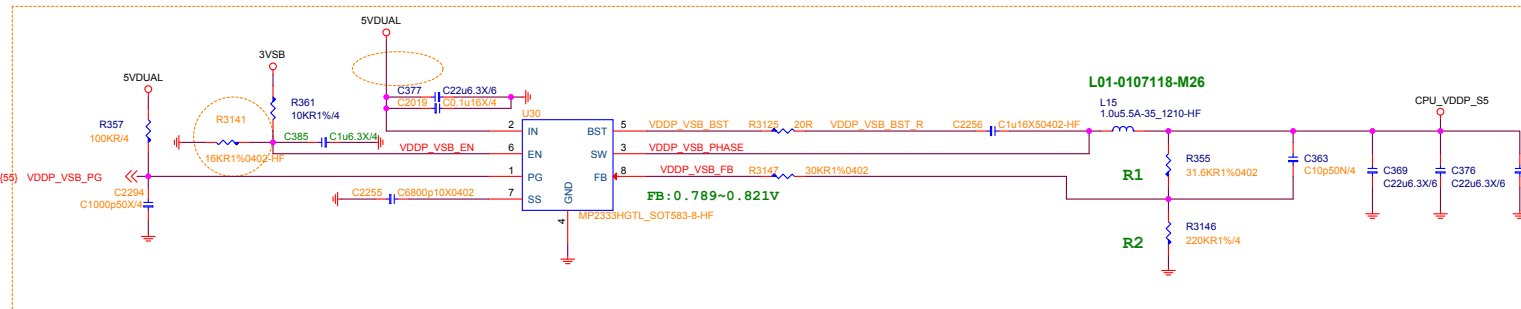 5VDUAL
3VSB
5VDUAL
R357
100KR/4
R3141
16KR1%0402-HF
R361
10KR1%/4
C385
C1u6.3X/4
C377
C22u6.3X/6
C2019
C0.1u16X/4
VDDP_VSB_EN
{55} VDDP_VSB_PG
C2294
C1000p50X/4
C2255
C6800p10X0402
U30
2
IN
6
EN
1
PG
7
SS
4
GND
BST
5
SW
3
FB
8
MP2333HGTL_SOT583-8-HF
FB:0.789~0.821V
VDDP_VSB_BST
R3125
20R
VDDP_VSB_BST_R
C2256
C1u16X50402-HF
VDDP_VSB_PHASE
VDDP_VSB_FB
R3147
30KR1%0402
L01-0107118-M26
L15
1.0u5.5A-35_1210-HF
R1
R355
31.6KR1%0402
R2
R3146
220KR1%/4
C363
C10p50N/4
C369
C22u6.3X/6
CPU_VDDP_S5
C376
C22u6.3X/6